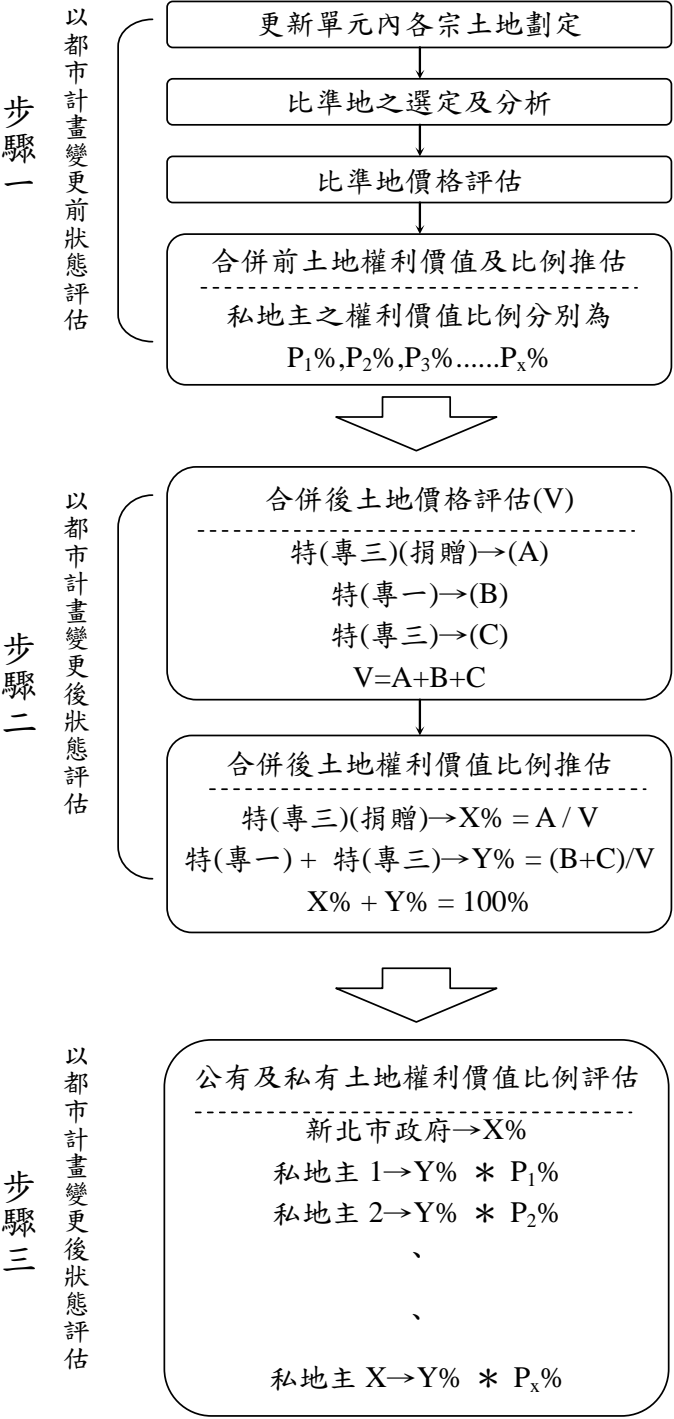 步驟一
以都市計畫變更前狀態評估
更新單元內各宗土地劃定
比準地之選定及分析
比準地價格評估
合併前土地權利價值及比例推估
私地主之權利價值比例分別為
P₁%,P₂%,P₃%......Pₓ%
步驟二
以都市計畫變更後狀態評估
合併後土地價格評估(V)
特(專三)(捐贈)→(A)
特(專一)→(B)
特(專三)→(C)
V=A+B+C
合併後土地權利價值比例推估
特(專三)(捐贈)→X% = A / V
特(專一) + 特(專三)→Y% = (B+C)/V
X% + Y% = 100%
步驟三
以都市計畫變更後狀態評估
公有及私有土地權利價值比例評估
新北市政府→X%
私地主 1→Y% ＊ P₁%
私地主 2→Y% ＊ P₂%
、
、
私地主 X→Y% ＊ Pₓ%